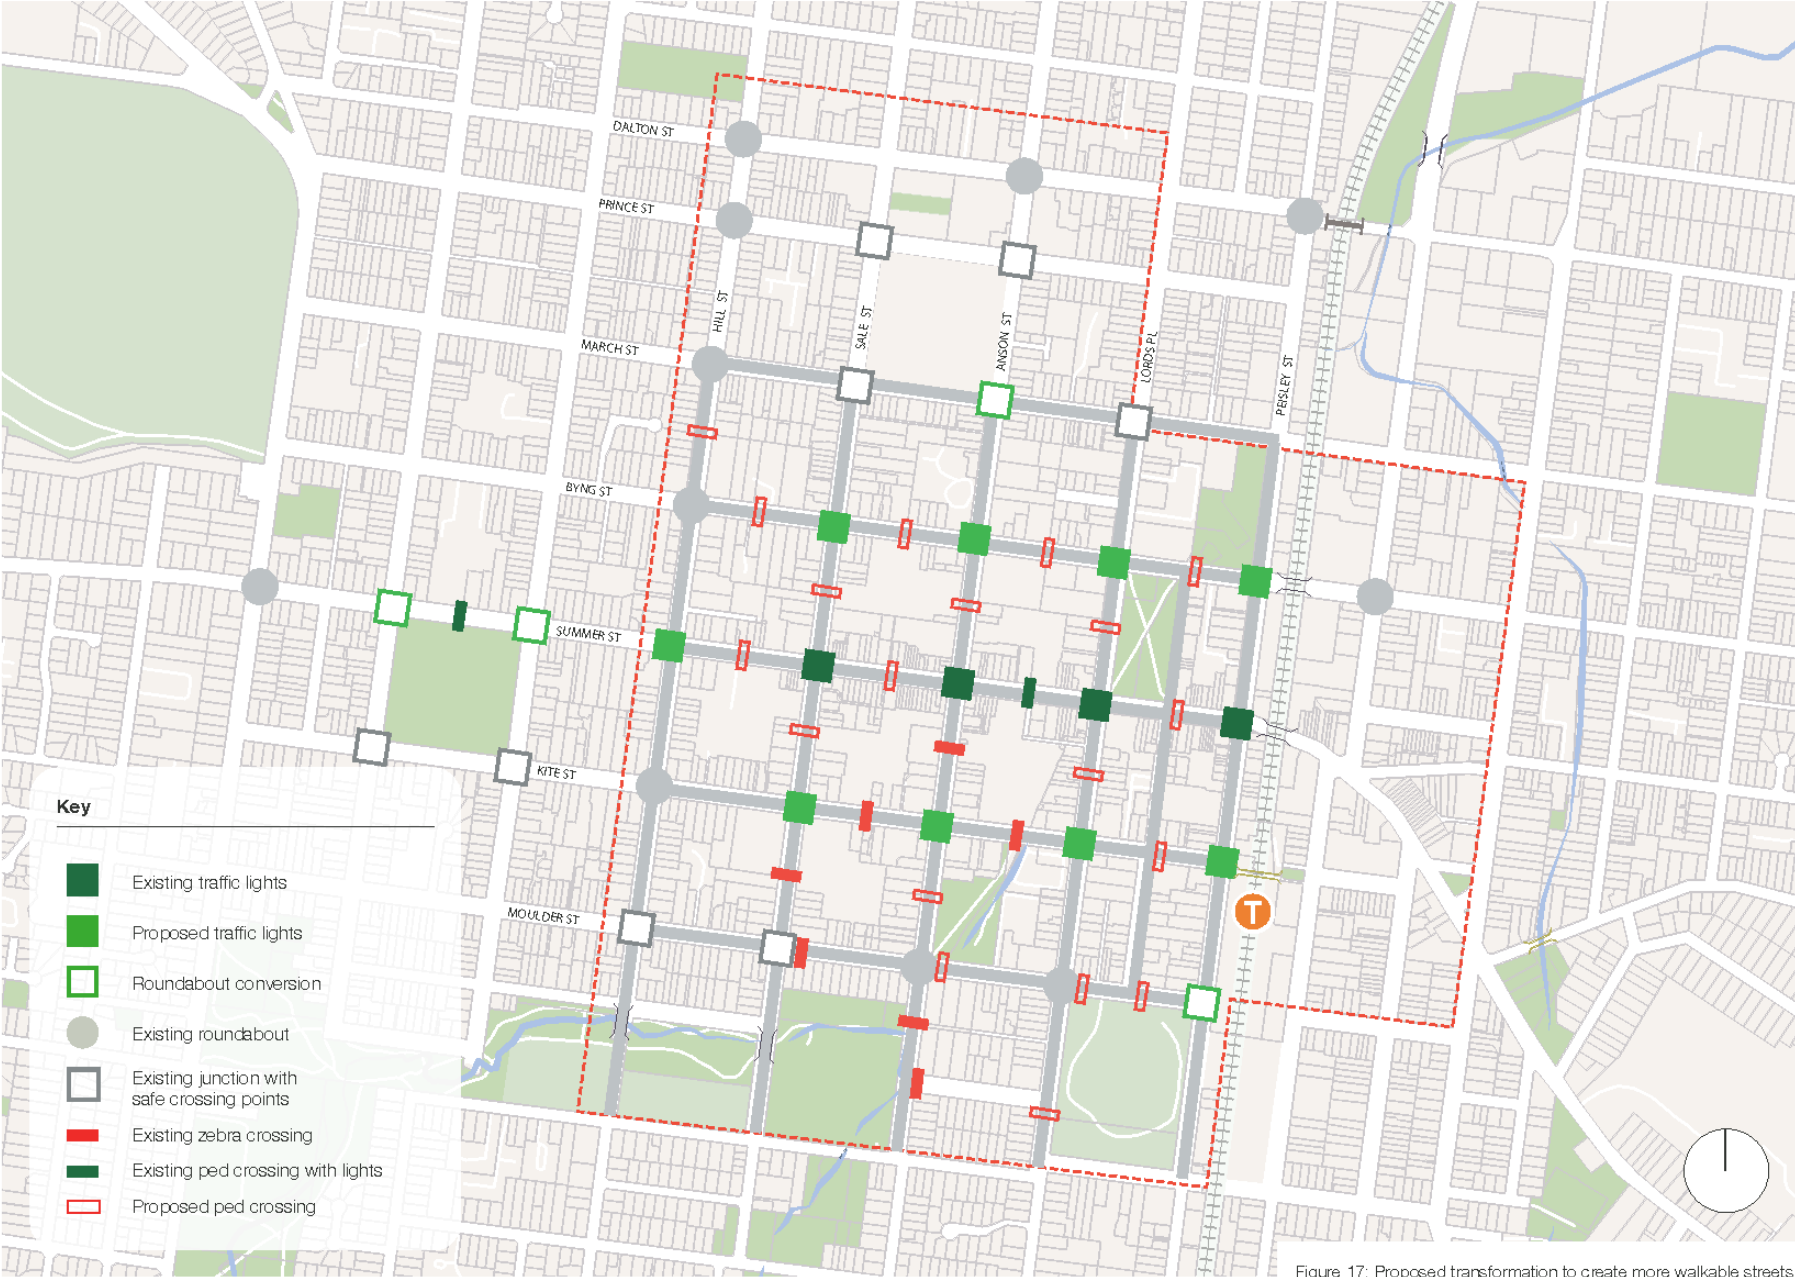 DALTON ST
PRINCE ST
HILL ST
SALE ST
ANSON ST
LORDS PL
MARCH ST
PEISLEY ST
BYNG ST
SUMMER ST
KITE ST
MOULDER ST
T
Key
Existing traffic lights
Proposed traffic lights
Roundabout conversion
Existing roundabout
Existing junction with
safe crossing points
Existing zebra crossing
Existing ped crossing with lights
Proposed ped crossing
Figure 17: Proposed transformation to create more walkable streets